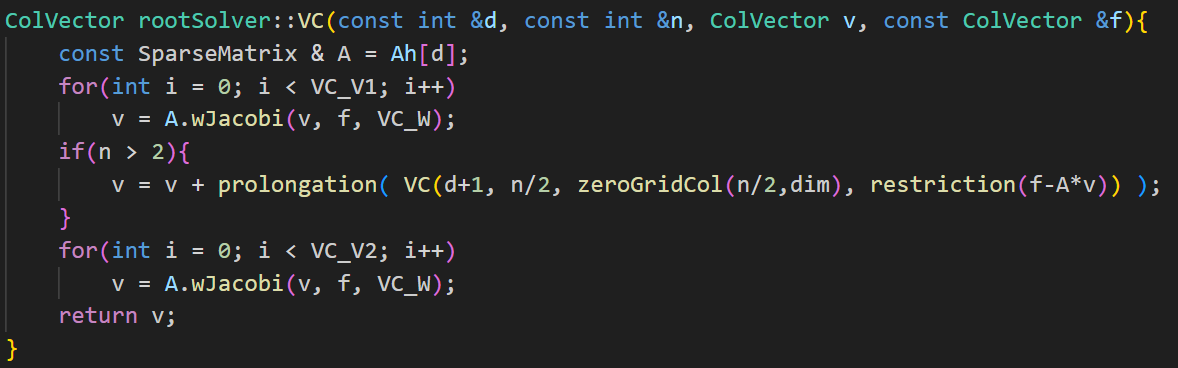 ColVector rootSolver::VC(const int &d, const int &n, ColVector v, const ColVector &f){
    const SparseMatrix & A = Ah[d];
    for(int i = 0; i < VC_V1; i++)
        v = A.wJacobi(v, f, VC_W);
    if(n > 2){
        v = v + prolongation( VC(d+1, n/2, zeroGridCol(n/2,dim), restriction(f-A*v)) );
    }
    for(int i = 0; i < VC_V2; i++)
        v = A.wJacobi(v, f, VC_W);
    return v;
}